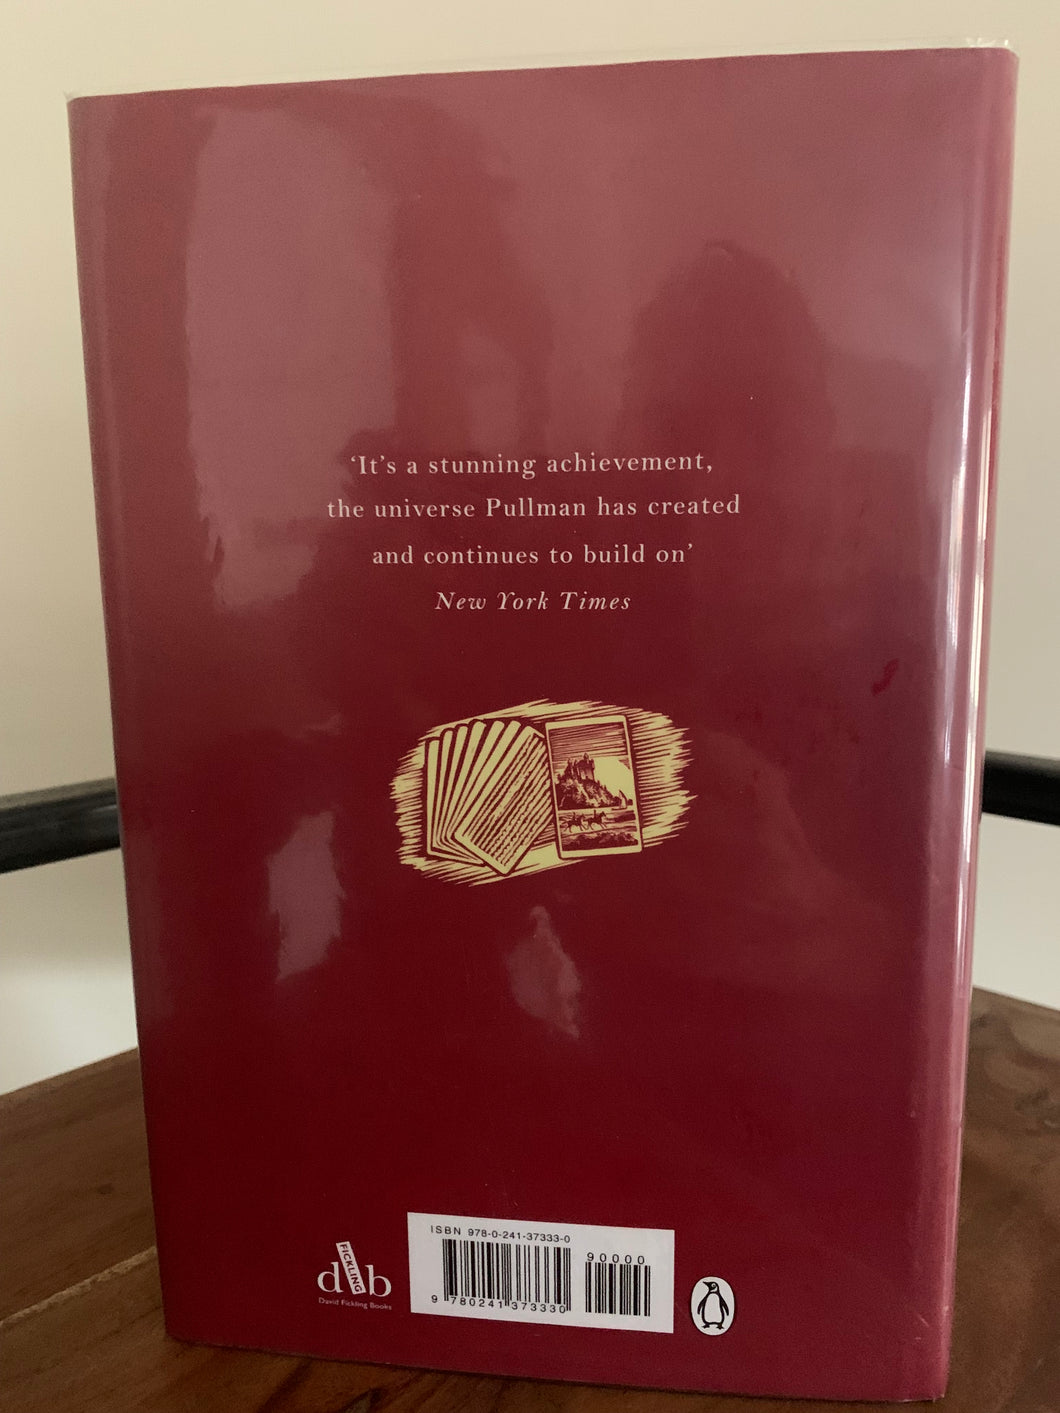 ‘It’s a stunning achievement,
the universe Pullman has created
and continues to build on’
New York Times
ISBN 978-0-241-37333-0
90000
9 780241 373330
FICKLING
dfb
David Fickling Books